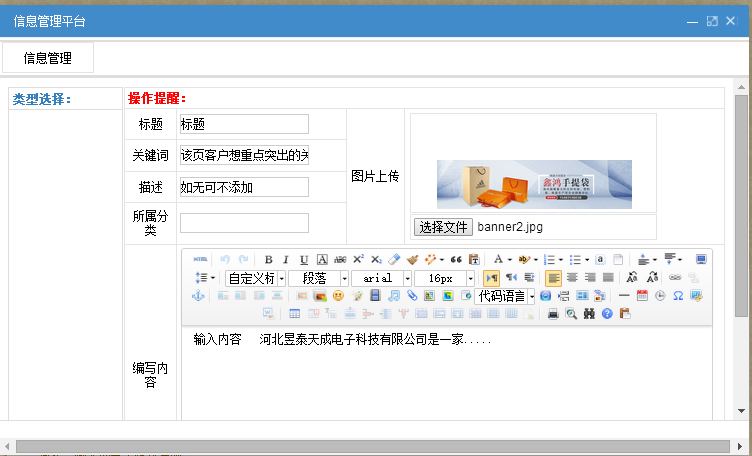 信息管理平台
信息管理
类型选择：
操作提醒：
标题
标题
关键词
该页客户想重点突出的关
描述
如无可不添加
所属分类
图片上传
鑫鸿手提袋
选择文件 banner2.jpg
HTML
B I U A ABC X² X₂
自定义标 段落 arial 16px
代码语言
编写内容
输入内容 河北昱泰天成电子科技有限公司是一家.....